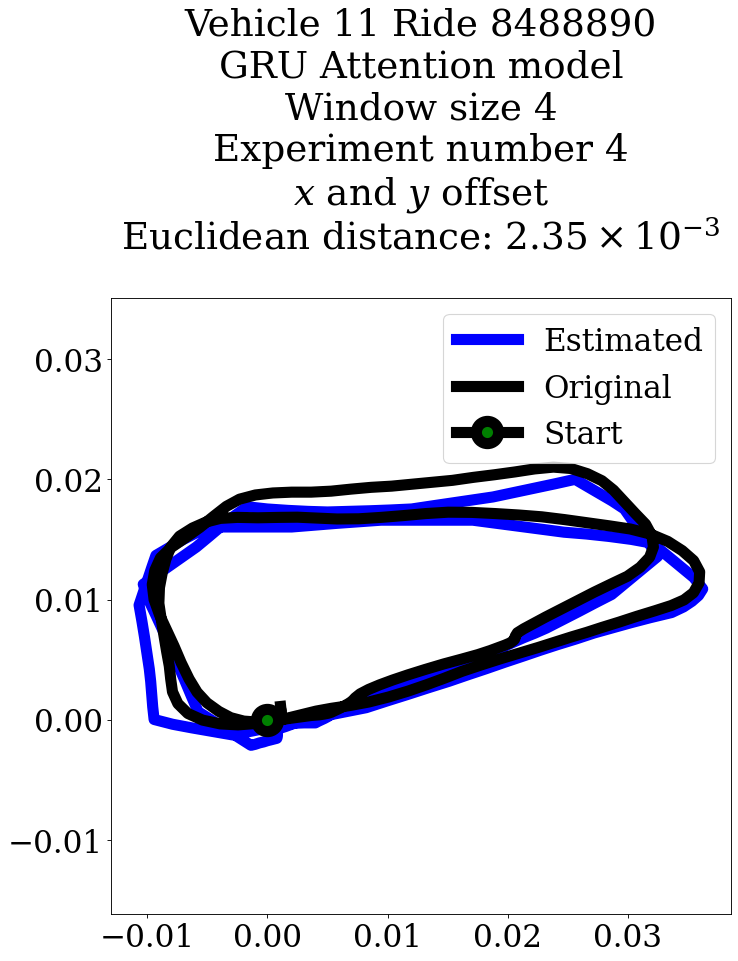 Vehicle 11 Ride 8488890
GRU Attention model
Window size 4
Experiment number 4
x and y offset
Euclidean distance: 2.35 × 10⁻³
Estimated
Original
Start
0.03
0.02
0.01
0.00
−0.01
−0.01 0.00 0.01 0.02 0.03